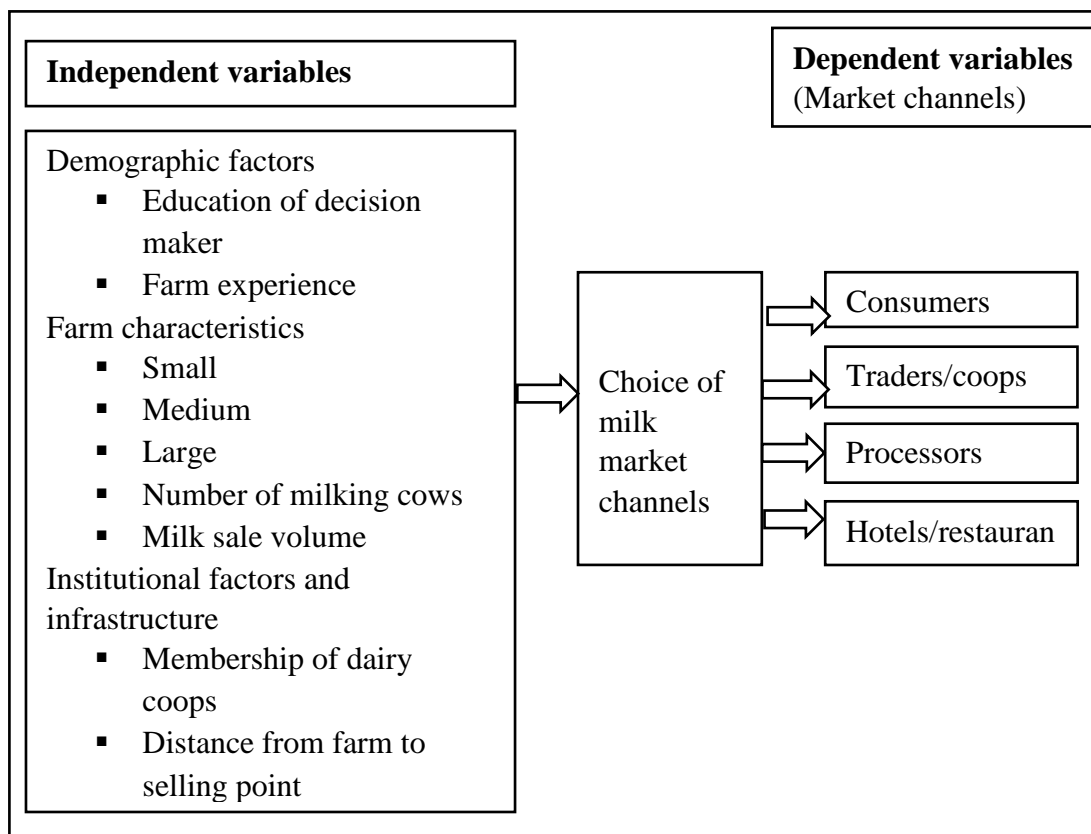 Independent variables
Dependent variables
(Market channels)
Demographic factors
▪ Education of decision
maker
▪ Farm experience
Farm characteristics
▪ Small
▪ Medium
▪ Large
▪ Number of milking cows
▪ Milk sale volume
Institutional factors and
infrastructure
▪ Membership of dairy
coops
▪ Distance from farm to
selling point
Choice of
milk
market
channels
Consumers
Traders/coops
Processors
Hotels/restauran